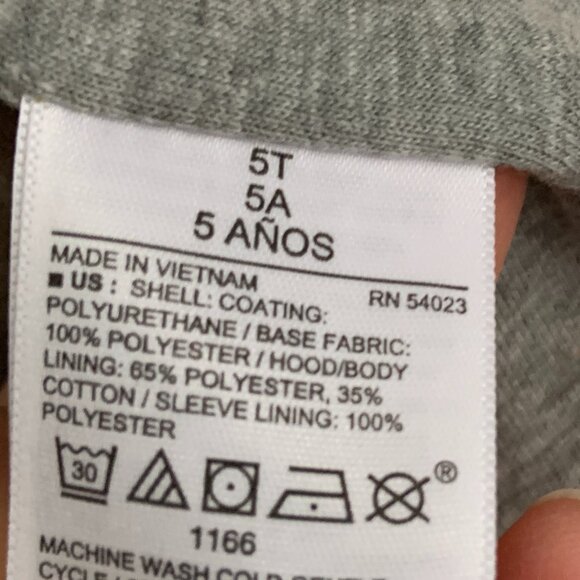 5T
5A
5 AÑOS
MADE IN VIETNAM RN 54023
■ US : SHELL: COATING:
POLYURETHANE / BASE FABRIC:
100% POLYESTER / HOOD/BODY
LINING: 65% POLYESTER, 35%
COTTON / SLEEVE LINING: 100%
POLYESTER
30 ®
1166
MACHINE WASH COLD GENTLE